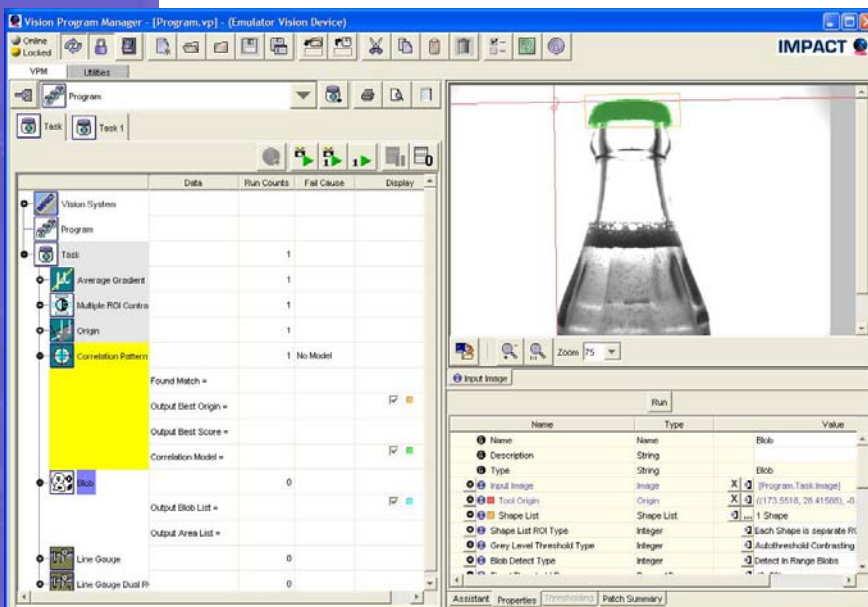 Vision Program Manager - [Program.vp] - (Emulator Vision Device)
Online
Locked
IMPACT
VPM Utilities
Program
Task Task 1
Data Run Counts Fail Cause Display
Vision System
Program
Task 1
Average Gradient 1
Multiple ROI Contra 1
Origin 1
Correlation Pattern 1 No Model
Found Match =
Output Best Origin =
Output Best Score =
Correlation Model =
Blob 0
Output Blob List =
Output Area List =
Line Gauge 0
Line Gauge Dual R 0
Zoom 75
Input Image
Run
Name Type Value
Name Name Blob
Description String
Type String Blob
Input Image Image X [Program.Task.Image]
Tool Origin Origin X ((173.5518, 28.41588), -0.
Shape List Shape List ... 1 Shape
Shape List ROI Type Integer Each Shape is separate R
Grey Level Threshold Type Integer Autothreshold Contrasting
Blob Detect Type Integer Detect In Range Blobs
Assistant Properties Thresholding Patch Summary